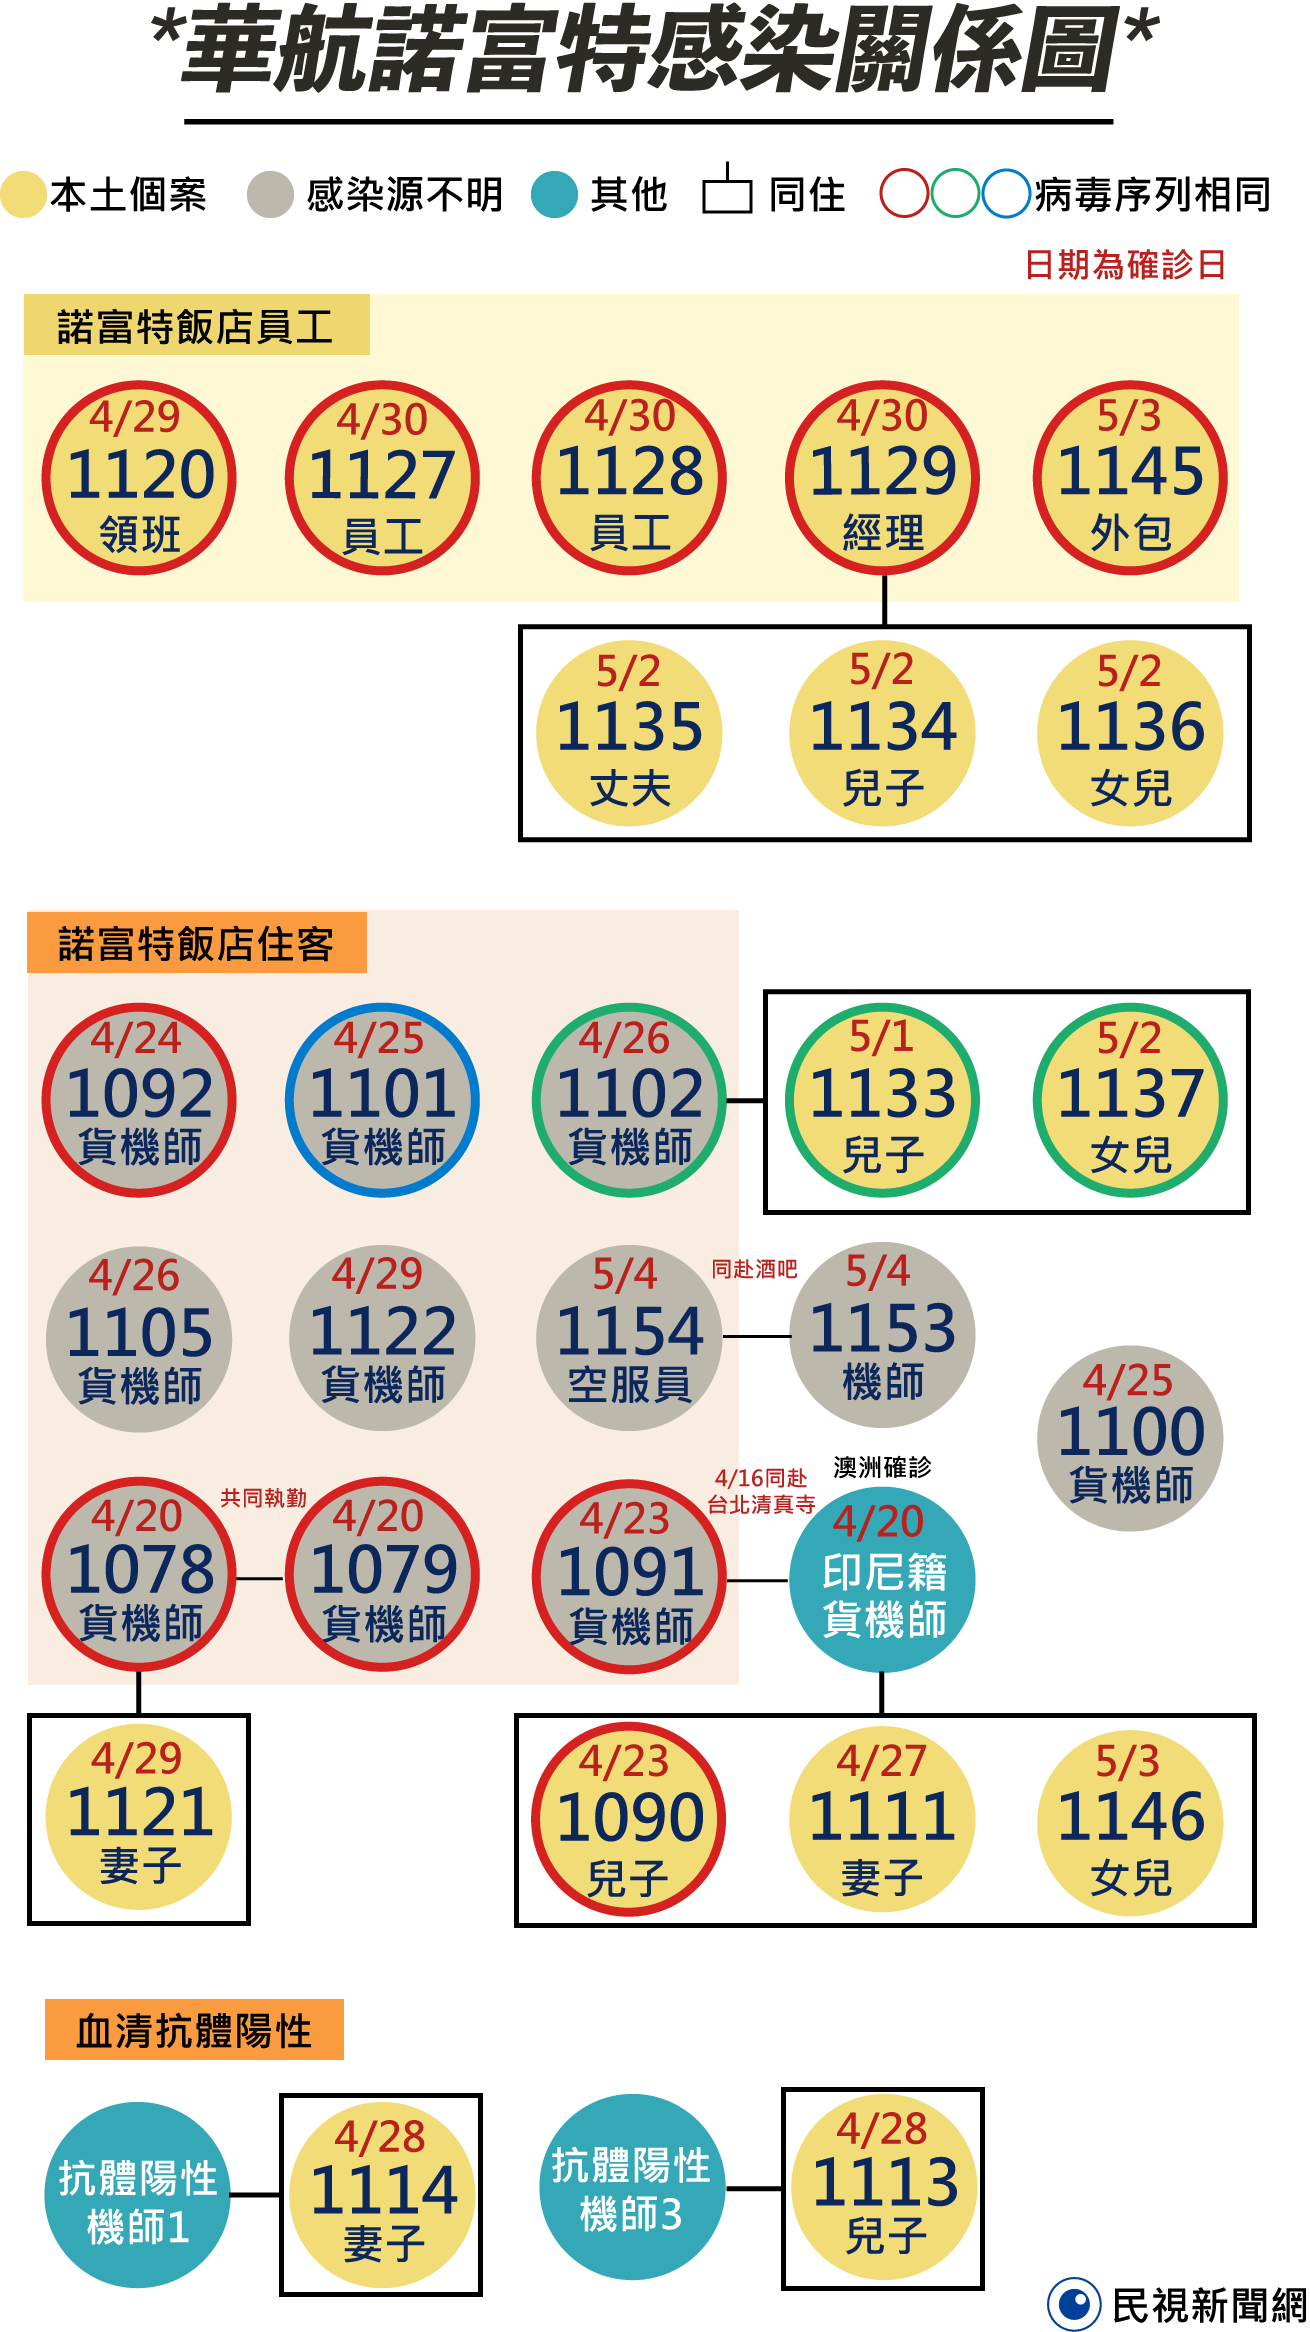 *華航諾富特感染關係圖*
本土個案 感染源不明 其他 同住 病毒序列相同
日期為確診日
諾富特飯店員工
4/29
1120
領班
4/30
1127
員工
4/30
1128
員工
4/30
1129
經理
5/3
1145
外包
5/2
1135
丈夫
5/2
1134
兒子
5/2
1136
女兒
諾富特飯店住客
4/24
1092
貨機師
4/25
1101
貨機師
4/26
1102
貨機師
5/1
1133
兒子
5/2
1137
女兒
4/26
1105
貨機師
4/29
1122
貨機師
5/4
1154
空服員
同赴酒吧
5/4
1153
機師
4/25
1100
貨機師
4/20
1078
貨機師
共同執勤
4/20
1079
貨機師
4/23
1091
貨機師
4/16同赴
台北清真寺
澳洲確診
4/20
印尼籍
貨機師
4/29
1121
妻子
4/23
1090
兒子
4/27
1111
妻子
5/3
1146
女兒
血清抗體陽性
抗體陽性
機師1
4/28
1114
妻子
抗體陽性
機師3
4/28
1113
兒子
民視新聞網